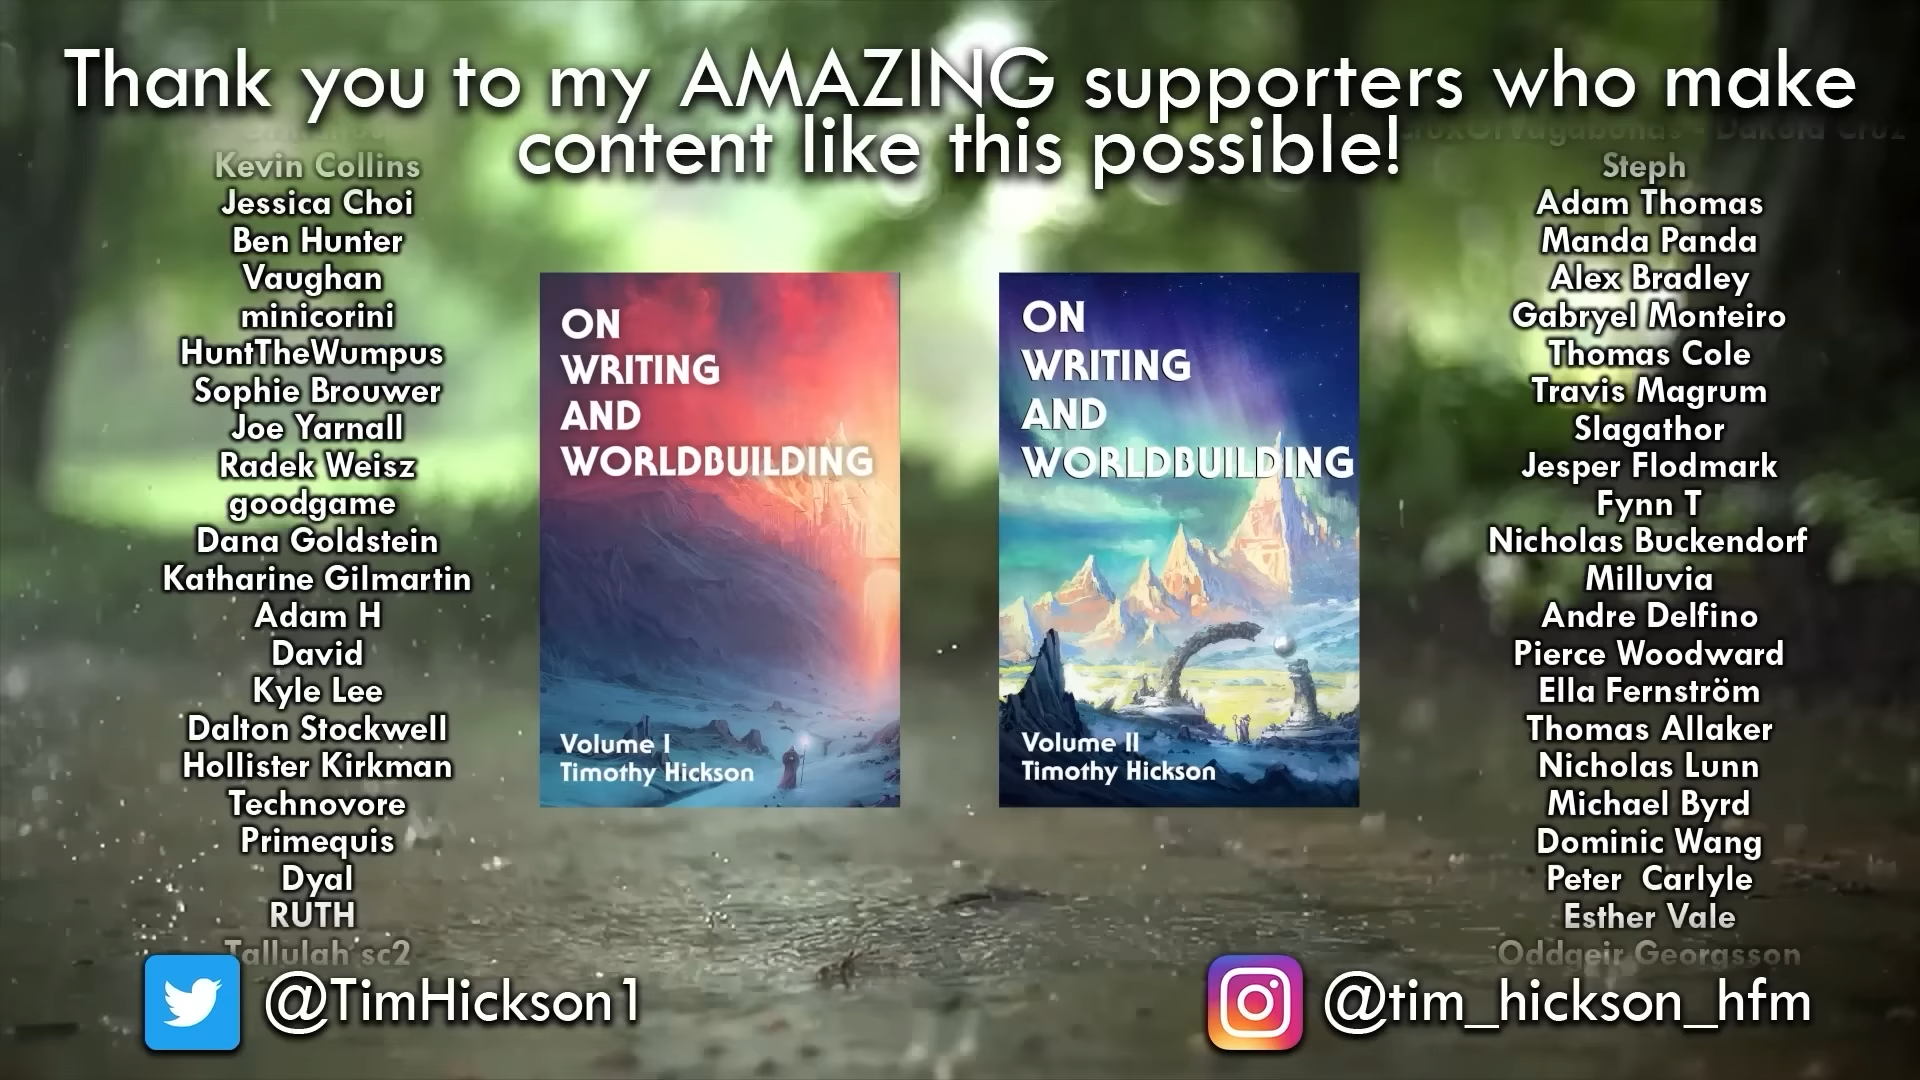 Thank you to my AMAZING supporters who make
content like this possible!
Kevin Collins
Jessica Choi
Ben Hunter
Vaughan
minicorini
HuntTheWumpus
Sophie Brouwer
Joe Yarnall
Radek Weisz
goodgame
Dana Goldstein
Katharine Gilmartin
Adam H
David
Kyle Lee
Dalton Stockwell
Hollister Kirkman
Technovore
Primequis
Dyal
RUTH
Tallulah sc2
ON
WRITING
AND
WORLDBUILDING
Volume I
Timothy Hickson
ON
WRITING
AND
WORLDBUILDING
Volume II
Timothy Hickson
Dakota Cruz
Steph
Adam Thomas
Manda Panda
Alex Bradley
Gabryel Monteiro
Thomas Cole
Travis Magrum
Slagathor
Jesper Flodmark
Fynn T
Nicholas Buckendorf
Milluvia
Andre Delfino
Pierce Woodward
Ella Fernström
Thomas Allaker
Nicholas Lunn
Michael Byrd
Dominic Wang
Peter Carlyle
Esther Vale
Oddgeir Georgsson
@TimHickson1
@tim_hickson_hfm